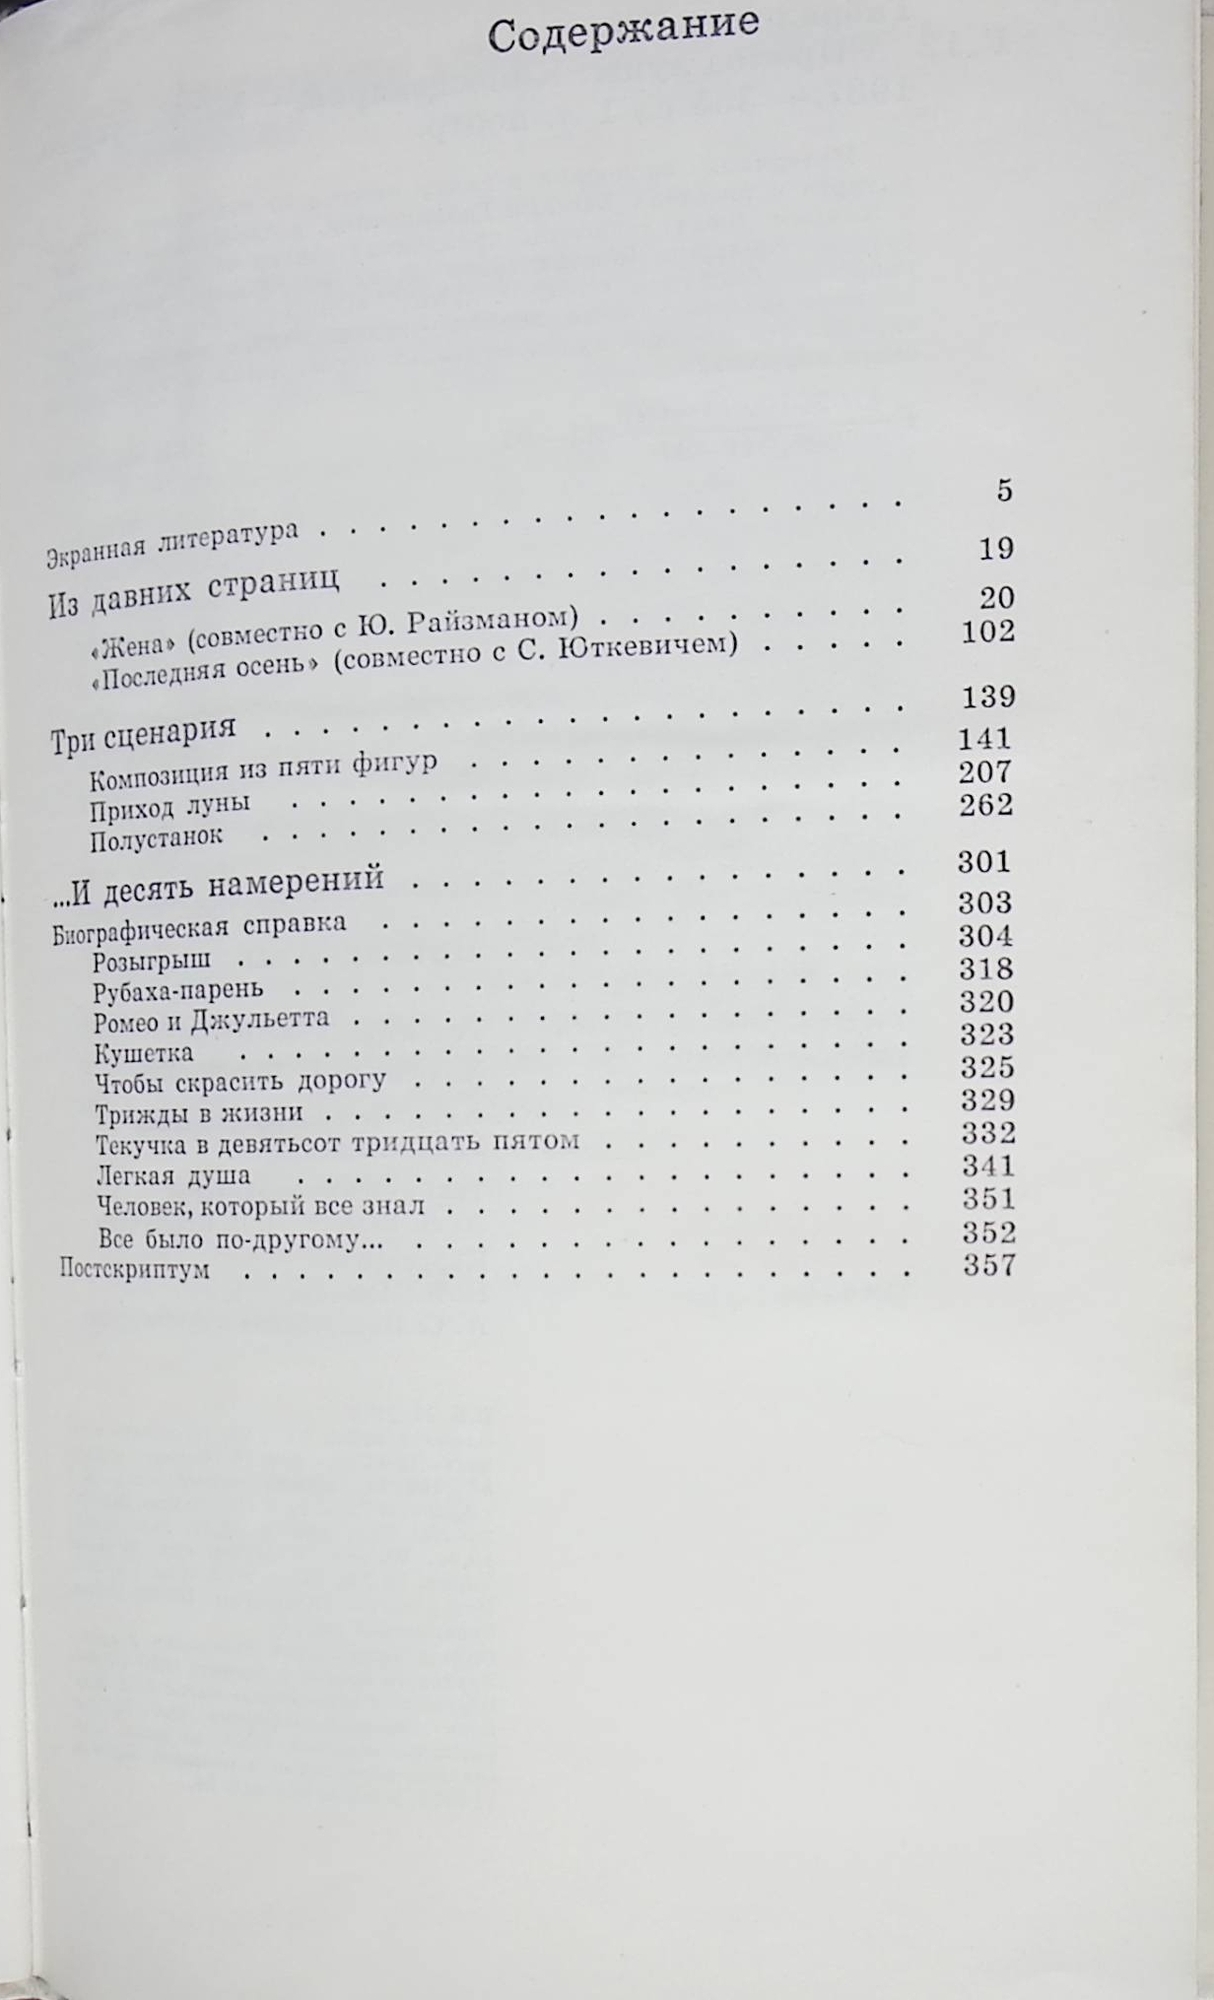 Содержание
Экранная литература . . . . . . . . . . . . . . . . . . . 5
Из давних страниц . . . . . . . . . . . . . . . . . 19
«Жена» (совместно с Ю. Райзманом) . . . . . . . . . . 20
«Последняя осень» (совместно с С. Юткевичем) . . . . . 102
Три сценария . . . . . . . . . . . . . . . . . . . . . 139
Композиция из пяти фигур . . . . . . . . . . . . . . 141
Приход луны . . . . . . . . . . . . . . . . . . . . 207
Полустанок . . . . . . . . . . . . . . . . . . . . . 262
...И десять намерений . . . . . . . . . . . . . . . . 301
Биографическая справка . . . . . . . . . . . . . . . . . 303
Розыгрыш . . . . . . . . . . . . . . . . . . . . . . 304
Рубаха-парень . . . . . . . . . . . . . . . . . . . . 318
Ромео и Джульетта . . . . . . . . . . . . . . . . . . 320
Кушетка . . . . . . . . . . . . . . . . . . . . . 323
Чтобы скрасить дорогу . . . . . . . . . . . . . . . . 325
Трижды в жизни . . . . . . . . . . . . . . . . . . . 329
Текучка в девятьсот тридцать пятом . . . . . . . . . . 332
Легкая душа . . . . . . . . . . . . . . . . . . . . 341
Человек, который все знал . . . . . . . . . . . . . . . 351
Все было по-другому... . . . . . . . . . . . . . . . . 352
Постскриптум . . . . . . . . . . . . . . . . . . . . . 357